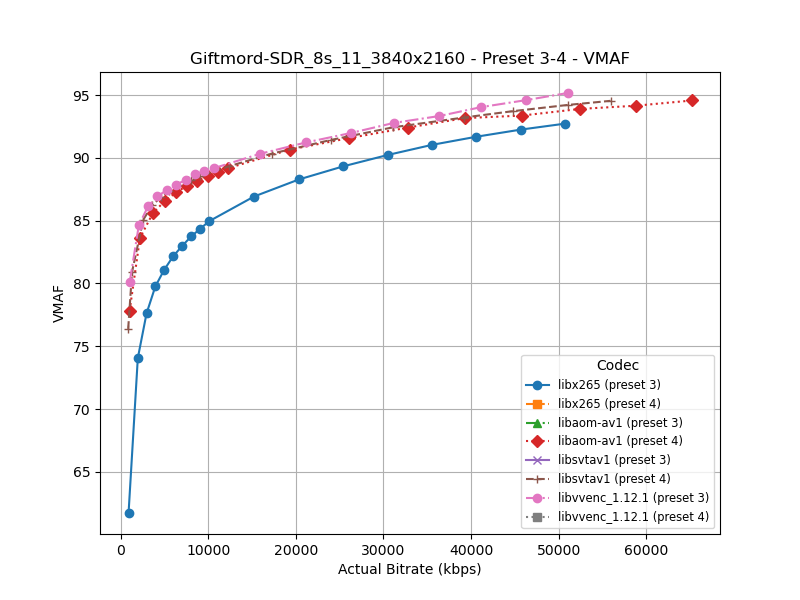 Giftmord-SDR_8s_11_3840x2160 - Preset 3-4 - VMAF
95
90
85
80
75
70
65
VMAF
0 10000 20000 30000 40000 50000 60000
Actual Bitrate (kbps)
Codec
libx265 (preset 3)
libx265 (preset 4)
libaom-av1 (preset 3)
libaom-av1 (preset 4)
libsvtav1 (preset 3)
libsvtav1 (preset 4)
libvvenc_1.12.1 (preset 3)
libvvenc_1.12.1 (preset 4)